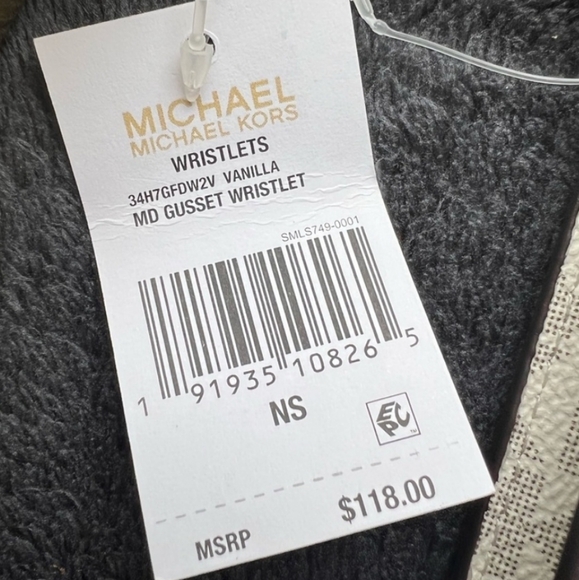 MICHAEL
MICHAEL KORS
WRISTLETS
34H7GFDW2V VANILLA
MD GUSSET WRISTLET
SMLS749-0001
1 91935 10826 5
NS
EPC
MSRP $118.00